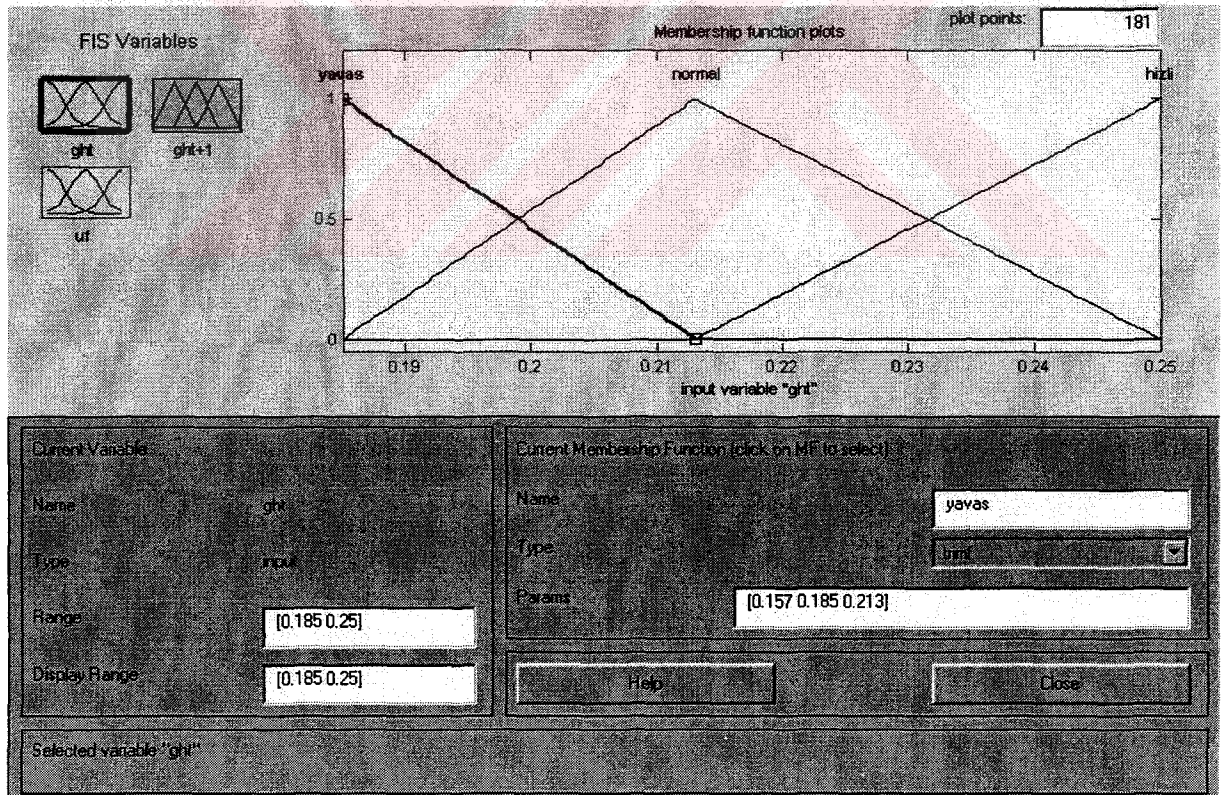 FIS Variables
ght
ght+1
uf
Membership function plots
plot points:
181
yavas
normal
hizli
1
0.5
0
0.19
0.2
0.21
0.22
0.23
0.24
0.25
input variable "ght"
Current Variable
Name
ght
Type
input
Range
[0.185 0.25]
Display Range
[0.185 0.25]
Current Membership Function (click on MF to select)
Name
yavas
Type
trimf
Params
[0.157 0.185 0.213]
Help
Close
Selected variable "ght"